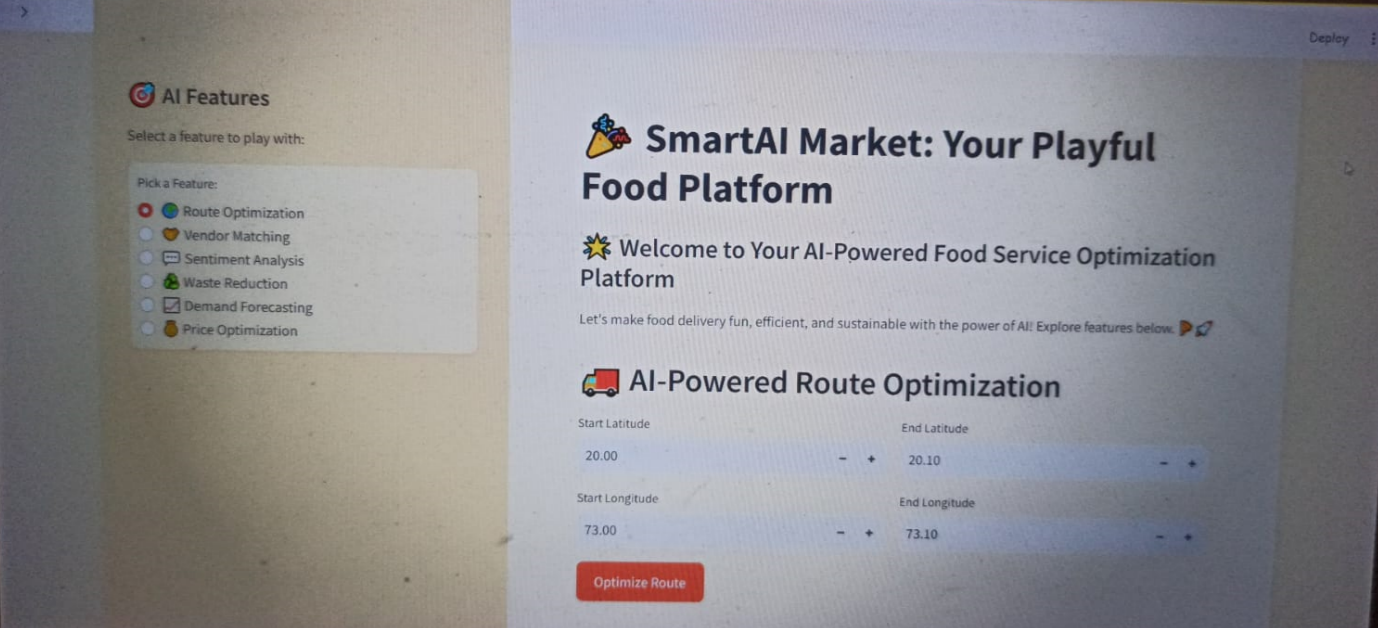 Deploy
AI Features
Select a feature to play with:
Pick a Feature:
Route Optimization
Vendor Matching
Sentiment Analysis
Waste Reduction
Demand Forecasting
Price Optimization
SmartAI Market: Your Playful
Food Platform
Welcome to Your AI-Powered Food Service Optimization
Platform
Let's make food delivery fun, efficient, and sustainable with the power of AI! Explore features below.
AI-Powered Route Optimization
Start Latitude
20.00
End Latitude
20.10
Start Longitude
73.00
End Longitude
73.10
Optimize Route